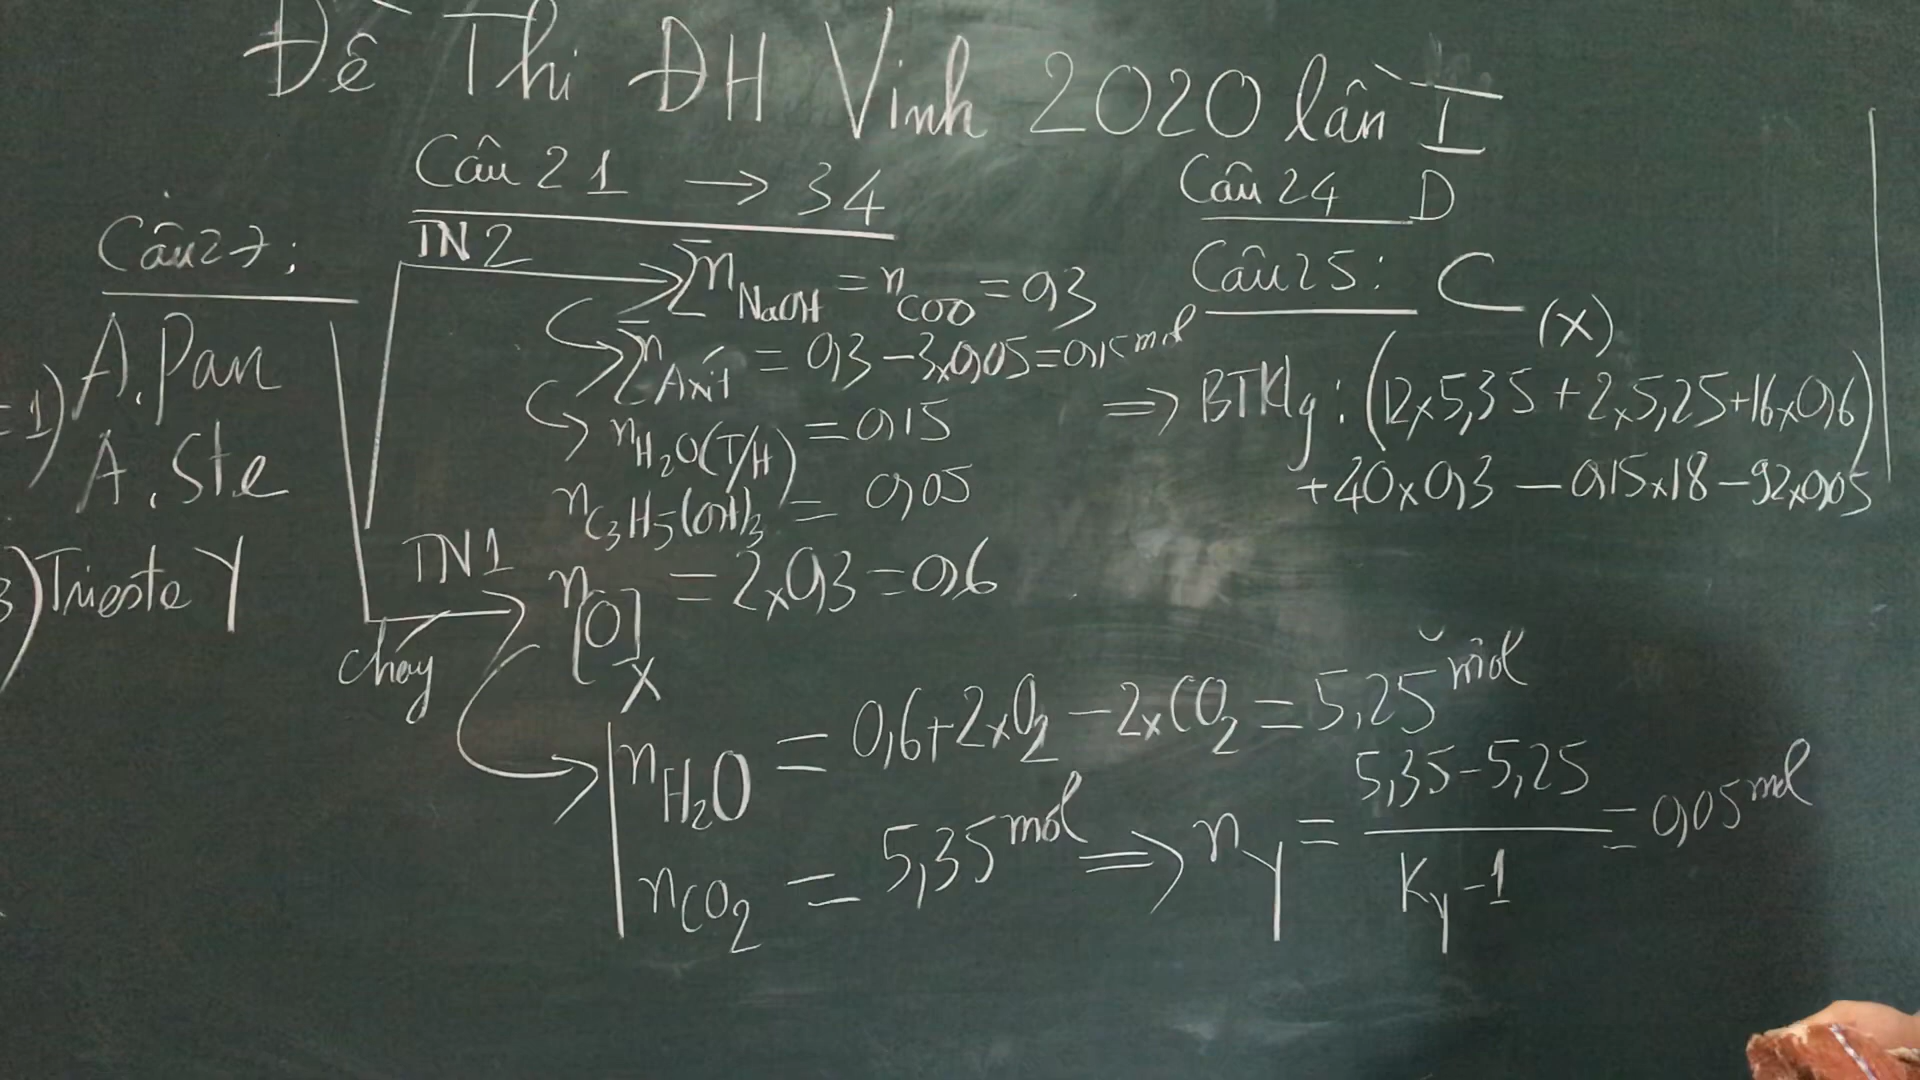 Đề Thi ĐH Vinh 2020 lần I
Câu 21 → 34
Câu 27:
A.Pan
=1)
A.Ste
3) Trieste Y
TN2
∑n NaOH = n COO = 0,3
∑n Axit = 0,3 – 3x0,05 = 0,15 mol
n H₂O(T/H) = 0,15
n C₃H₅(OH)₃ = 0,05
TN1
cháy
n [O] X = 2x0,3 = 0,6
n H₂O = 0,6+2xO₂ – 2xCO₂ = 5,25 mol
n CO₂ = 5,35 mol ⇒ n Y = (5,35-5,25)/(K Y -1) = 0,05 mol
Câu 24 D
Câu 25: C
(X)
⇒ BTKlg: (12x5,35 + 2x5,25+16x0,6)
+40x0,3 – 0,15x18 – 92x0,05